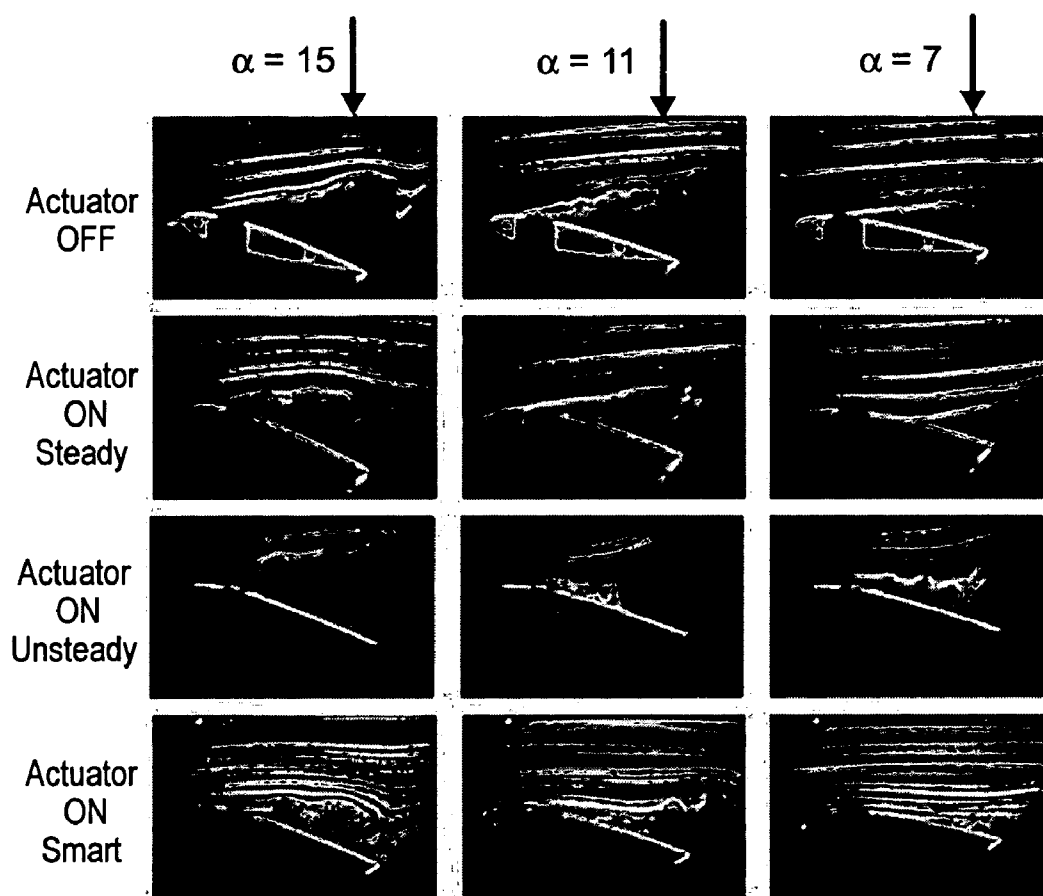 α = 15
α = 11
α = 7
Actuator
OFF
Actuator
ON
Steady
Actuator
ON
Unsteady
Actuator
ON
Smart